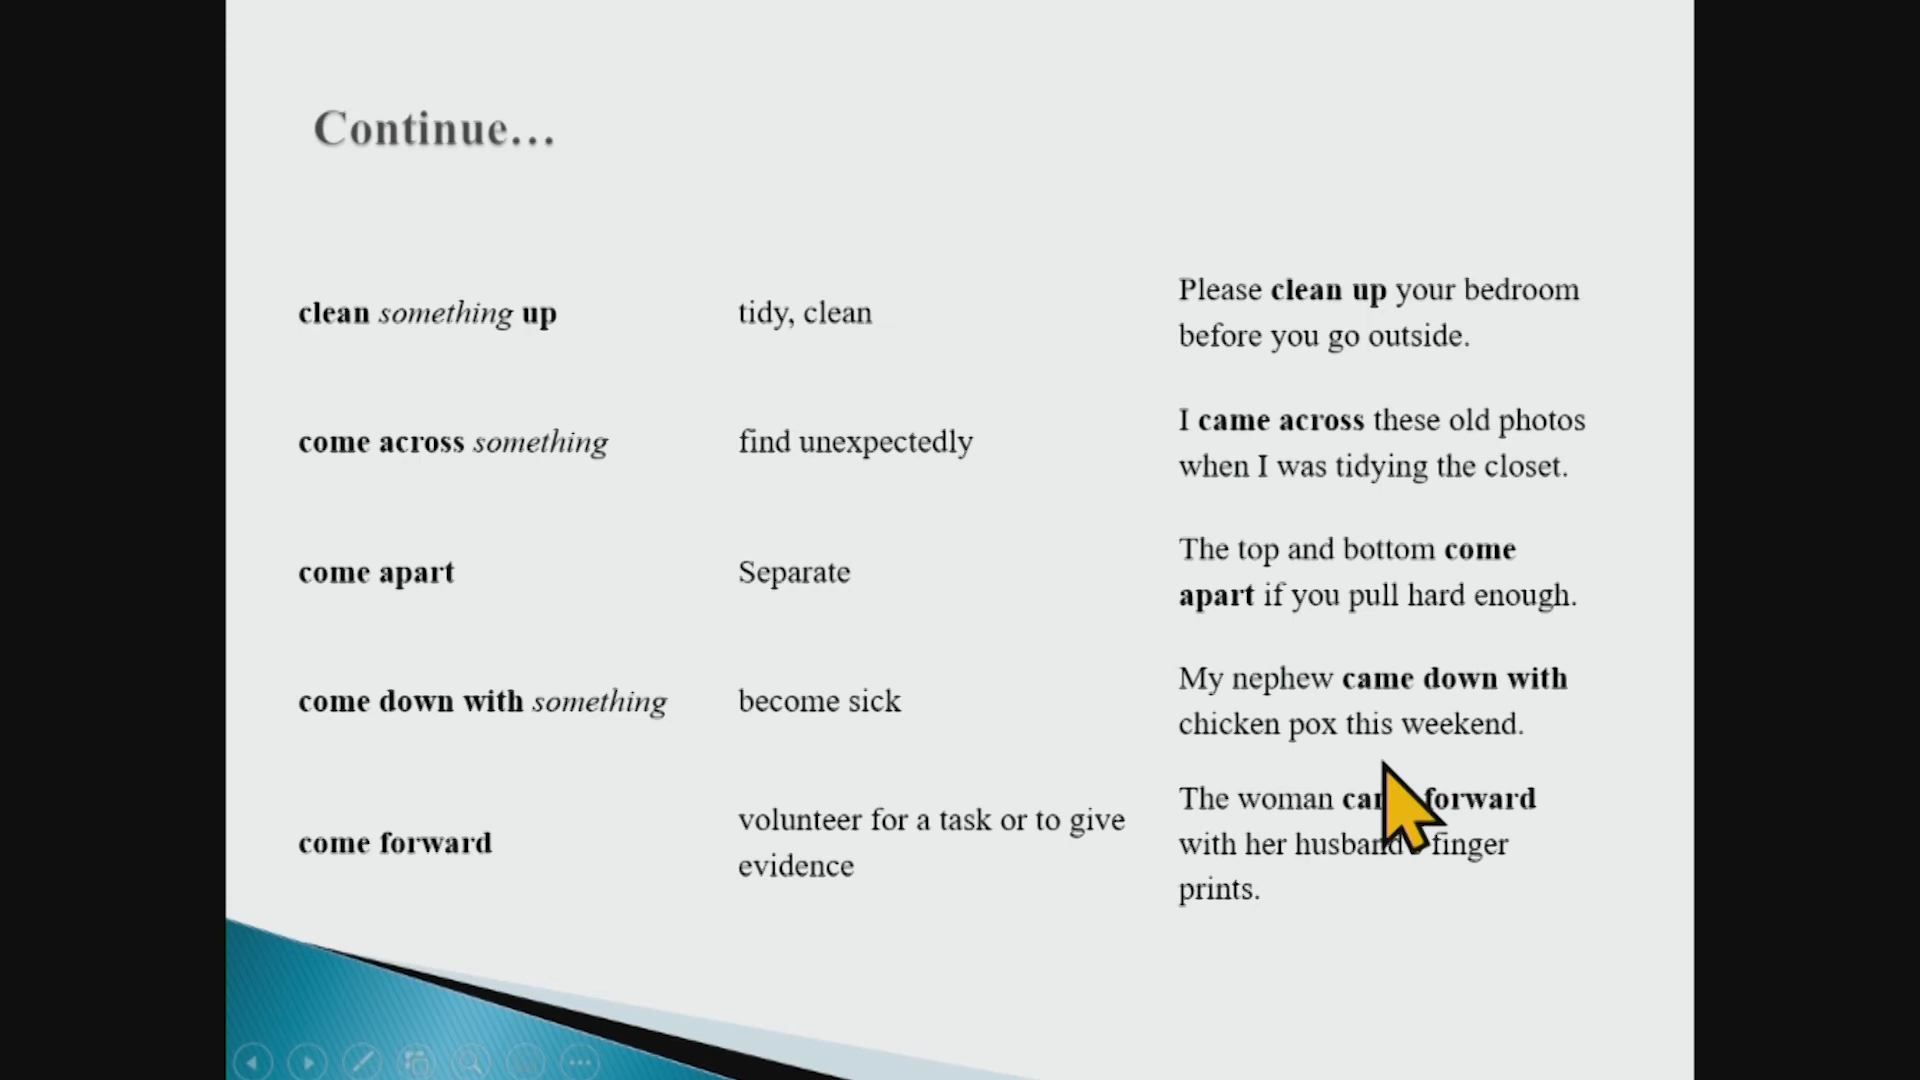 Continue...
clean something up
tidy, clean
Please clean up your bedroom
before you go outside.
come across something
find unexpectedly
I came across these old photos
when I was tidying the closet.
come apart
Separate
The top and bottom come
apart if you pull hard enough.
come down with something
become sick
My nephew came down with
chicken pox this weekend.
come forward
volunteer for a task or to give
evidence
The woman forward
with her finger
prints.